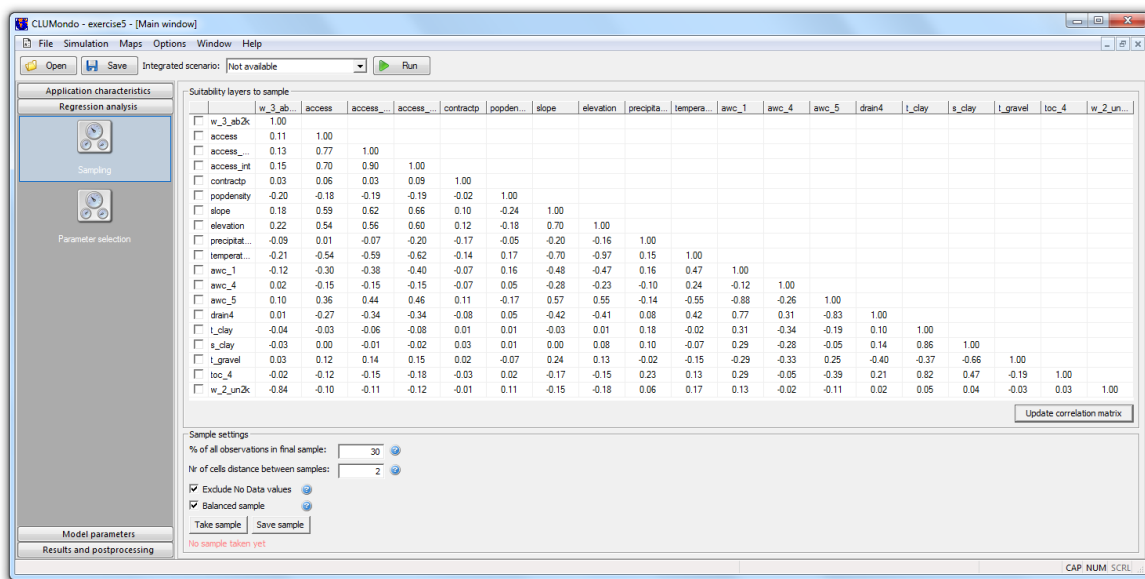 CLUMondo - exercise5 - [Main window]
File Simulation Maps Options Window Help
Open Save Integrated scenario: Not available Run
Application characteristics
Regression analysis
Sampling
Parameter selection
Model parameters
Results and postprocessing
Suitability layers to sample
w_3_ab... access access_... access_... contractp popden... slope elevation precipita... tempera... awc_1 awc_4 awc_5 drain4 t_clay s_clay t_gravel toc_4 w_2_un...
w_3_ab2k 1.00
access 0.11 1.00
access_... 0.13 0.77 1.00
access_int 0.15 0.70 0.90 1.00
contractp 0.03 0.06 0.03 0.09 1.00
popdensity -0.20 -0.18 -0.19 -0.19 -0.02 1.00
slope 0.18 0.59 0.62 0.66 0.10 -0.24 1.00
elevation 0.22 0.54 0.56 0.60 0.12 -0.18 0.70 1.00
precipitat... -0.09 0.01 -0.07 -0.20 -0.17 -0.05 -0.20 -0.16 1.00
temperat... -0.21 -0.54 -0.59 -0.62 -0.14 0.17 -0.70 -0.97 0.15 1.00
awc_1 -0.12 -0.30 -0.38 -0.40 -0.07 0.16 -0.48 -0.47 0.16 0.47 1.00
awc_4 0.02 -0.15 -0.15 -0.15 -0.07 0.05 -0.28 -0.23 -0.10 0.24 -0.12 1.00
awc_5 0.10 0.36 0.44 0.46 0.11 -0.17 0.57 0.55 -0.14 -0.55 -0.88 -0.26 1.00
drain4 0.01 -0.27 -0.34 -0.34 -0.08 0.05 -0.42 -0.41 0.08 0.42 0.77 0.31 -0.83 1.00
t_clay -0.04 -0.03 -0.06 -0.08 0.01 0.01 -0.03 0.01 0.18 -0.02 0.31 -0.34 -0.19 0.10 1.00
s_clay -0.03 0.00 -0.01 -0.02 0.03 0.01 0.00 0.08 0.10 -0.07 0.29 -0.28 -0.05 0.14 0.86 1.00
t_gravel 0.03 0.12 0.14 0.15 0.02 -0.07 0.24 0.13 -0.02 -0.15 -0.29 -0.33 0.25 -0.40 -0.37 -0.66 1.00
toc_4 -0.02 -0.12 -0.15 -0.18 -0.03 0.02 -0.17 -0.15 0.23 0.13 0.29 -0.05 -0.39 0.21 0.82 0.47 -0.19 1.00
w_2_un2k -0.84 -0.10 -0.11 -0.12 -0.01 0.11 -0.15 -0.18 0.06 0.17 0.13 -0.02 -0.11 0.02 0.05 0.04 -0.03 0.03 1.00
Update correlation matrix
Sample settings
% of all observations in final sample: 30
Nr of cells distance between samples: 2
Exclude No Data values
Balanced sample
Take sample Save sample
No sample taken yet
CAP NUM SCRL